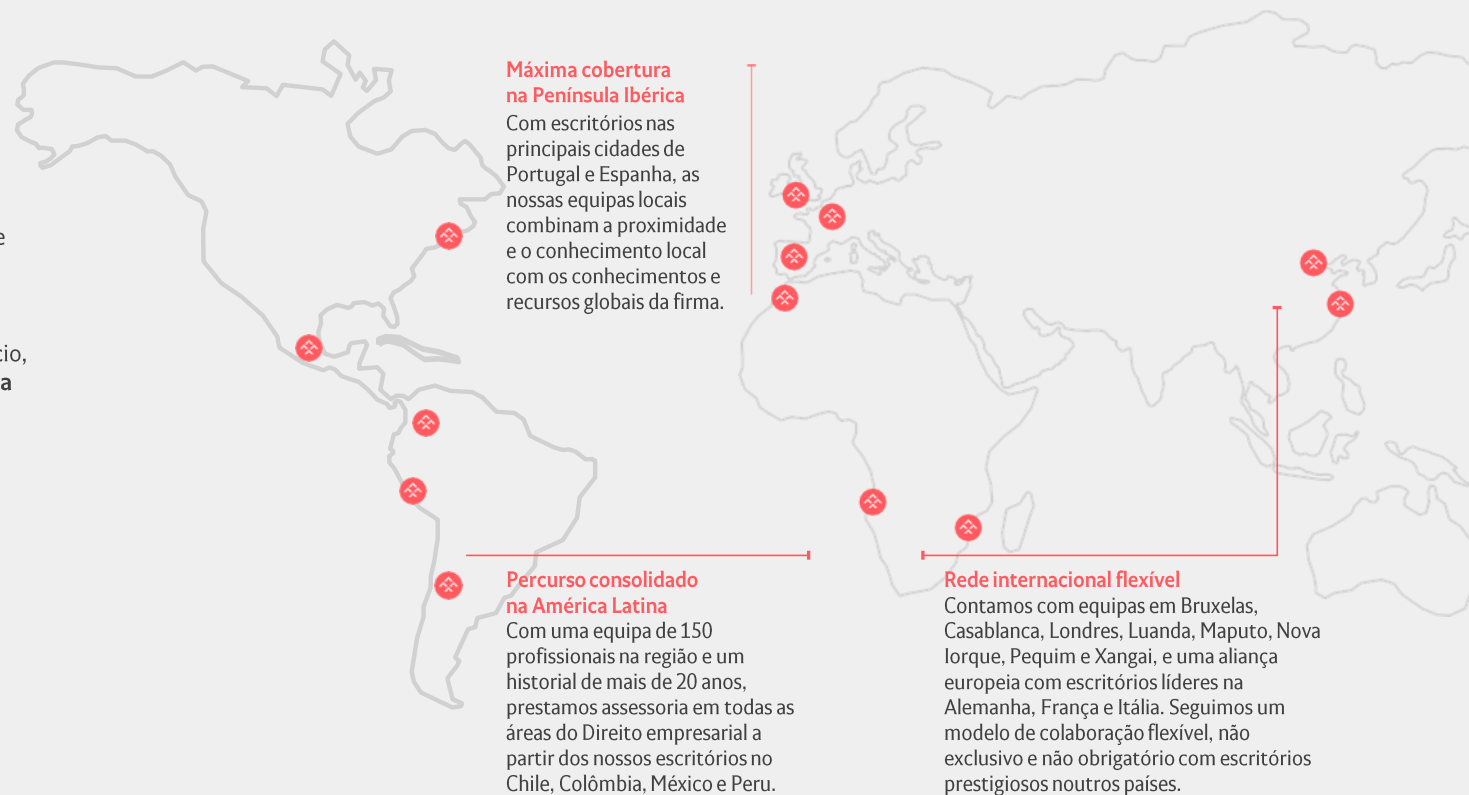 e
cio,
a
Máxima cobertura
na Península Ibérica
Com escritórios nas
principais cidades de
Portugal e Espanha, as
nossas equipas locais
combinam a proximidade
e o conhecimento local
com os conhecimentos e
recursos globais da firma.
Percurso consolidado
na América Latina
Com uma equipa de 150
profissionais na região e um
historial de mais de 20 anos,
prestamos assessoria em todas as
áreas do Direito empresarial a
partir dos nossos escritórios no
Chile, Colômbia, México e Peru.
Rede internacional flexível
Contamos com equipas em Bruxelas,
Casablanca, Londres, Luanda, Maputo, Nova
Iorque, Pequim e Xangai, e uma aliança
europeia com escritórios líderes na
Alemanha, França e Itália. Seguimos um
modelo de colaboração flexível, não
exclusivo e não obrigatório com escritórios
prestigiosos noutros países.